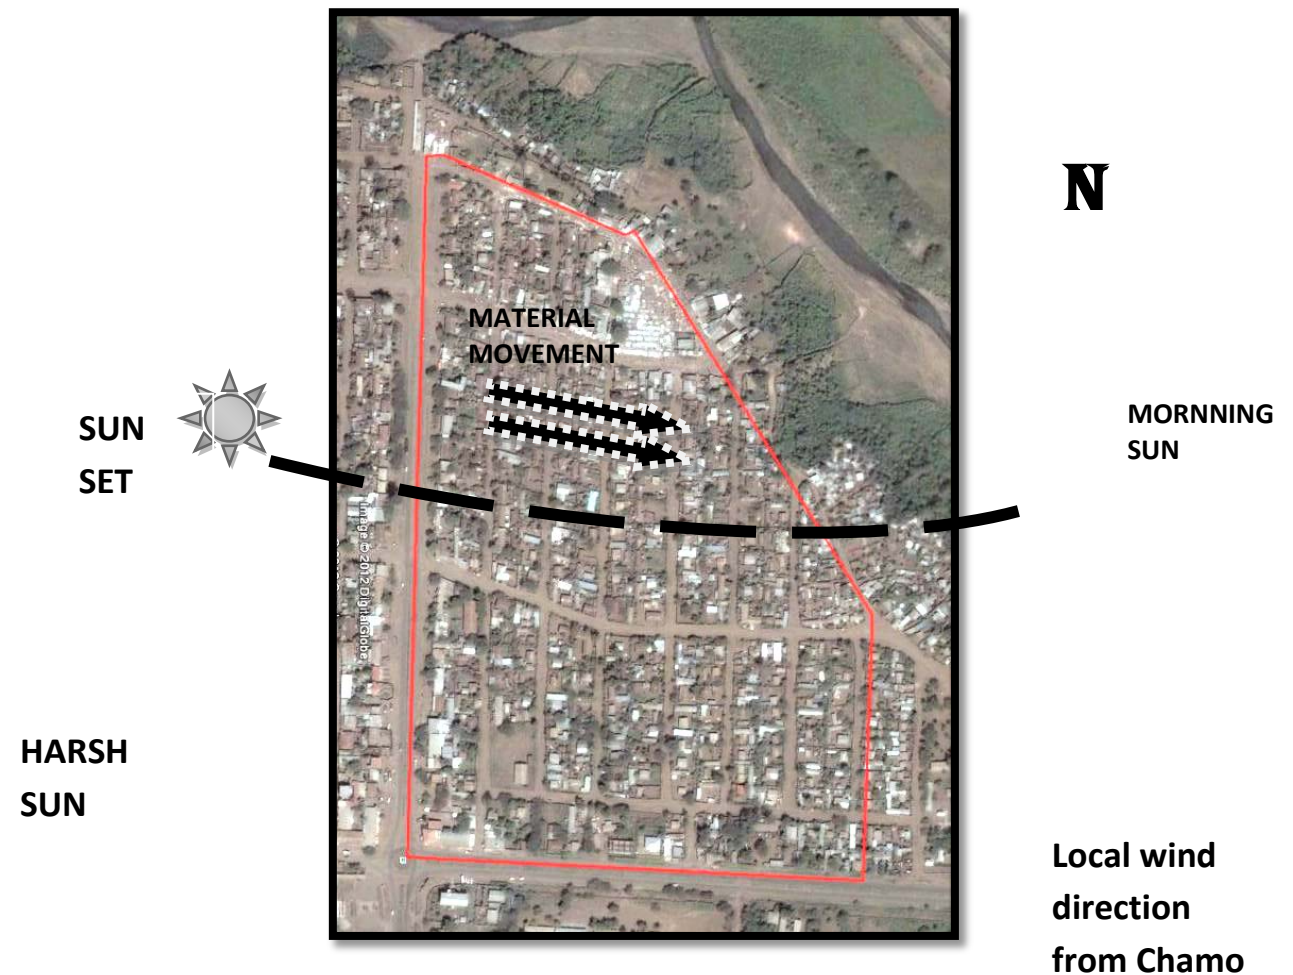 N
MATERIAL
MOVEMENT
SUN
SET
MORNNING
SUN
Image © 2012 DigitalGlobe
HARSH
SUN
Local wind
direction
from Chamo